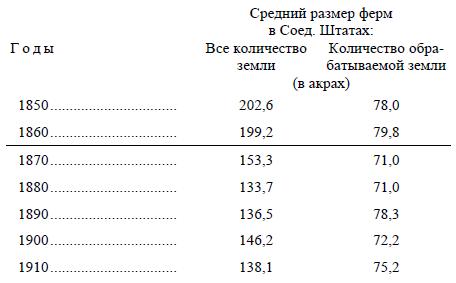 Средний размер ферм
в Соед. Штатах:
Годы Все количество Количество обра-
земли батываемой земли
(в акрах)
1850................................ 202,6 78,0
1860................................ 199,2 79,8
1870................................ 153,3 71,0
1880................................ 133,7 71,0
1890................................ 136,5 78,3
1900................................ 146,2 72,2
1910................................ 138,1 75,2